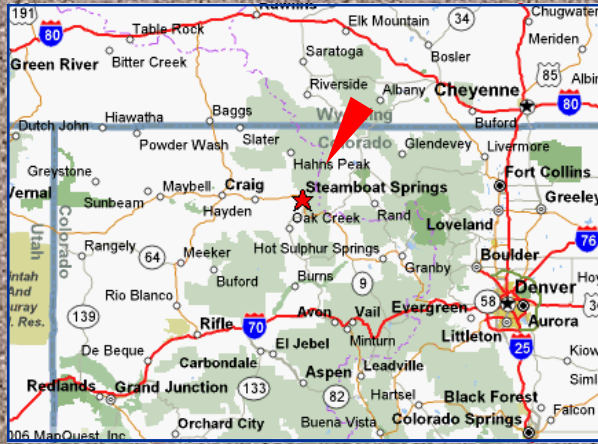 191
80
Table Rock
Rawlins
Elk Mountain
34
Chugwater
Meriden
Green River
Bitter Creek
Saratoga
Bosler
85
Riverside
Albany
Cheyenne
80
Hiawatha
Baggs
Wyoming
Buford
Dutch John
Slater
Colorado
Powder Wash
Glendevey
Livermore
Greystone
Hahns Peak
Fort Collins
Vernal
Maybell
Craig
Steamboat Springs
Greeley
Sunbeam
Hayden
Oak Creek
Rand
Loveland
Utah
Colorado
76
Rangely
Hot Sulphur Springs
Boulder
64
Meeker
Granby
Buford
Burns
9
Denver
Rio Blanco
58
139
Avon
Vail
Evergreen
Aurora
Rifle
70
Littleton
De Beque
El Jebel
Minturn
25
Carbondale
Leadville
Redlands
Grand Junction
133
Aspen
82
Hartsel
Black Forest
Falcon
Orchard City
Buena Vista
Colorado Springs
006 MapQuest, Inc.